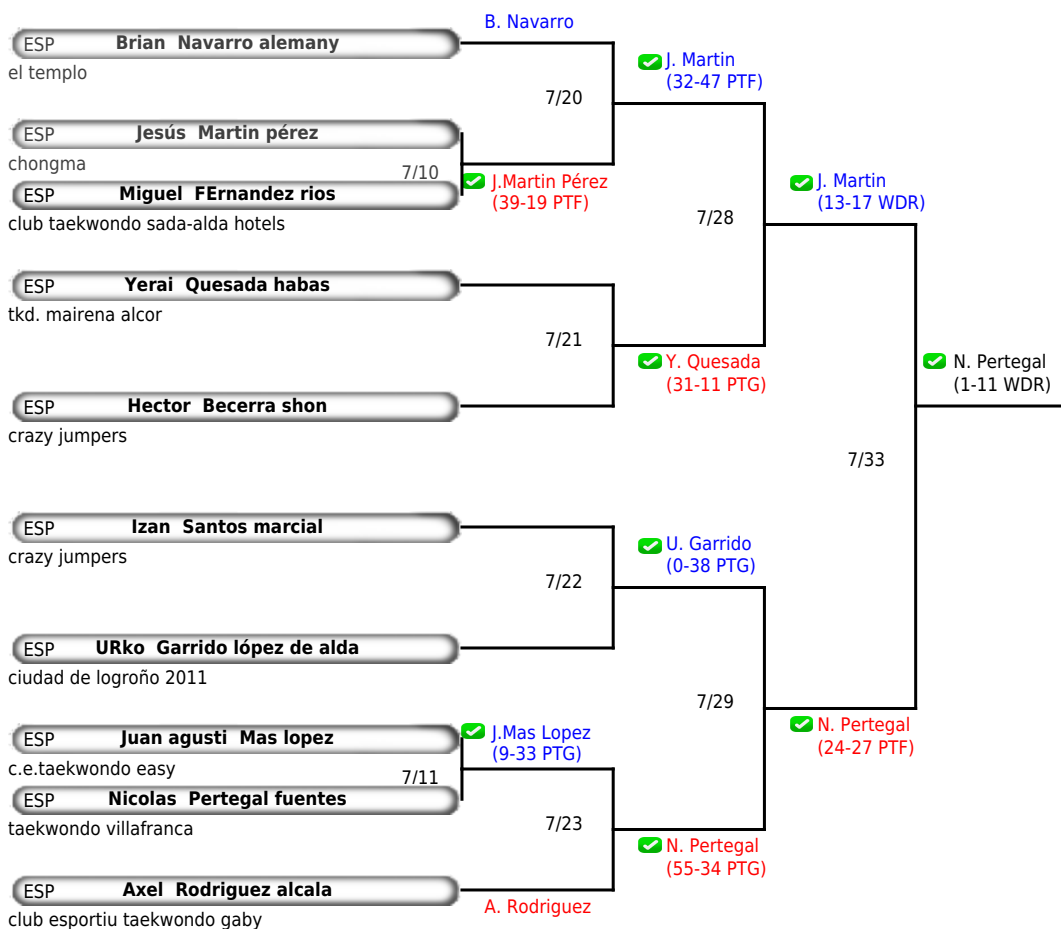 B. Navarro
ESP Brian Navarro alemany
el templo
J. Martin
(32-47 PTF)
7/20
ESP Jesús Martin pérez
chongma
7/10
J.Martin Pérez
(39-19 PTF)
ESP Miguel FErnandez rios
club taekwondo sada-alda hotels
J. Martin
(13-17 WDR)
7/28
ESP Yerai Quesada habas
tkd. mairena alcor
7/21
Y. Quesada
(31-11 PTG)
N. Pertegal
(1-11 WDR)
ESP Hector Becerra shon
crazy jumpers
7/33
ESP Izan Santos marcial
crazy jumpers
U. Garrido
(0-38 PTG)
7/22
ESP URko Garrido lópez de alda
ciudad de logroño 2011
7/29
N. Pertegal
(24-27 PTF)
ESP Juan agusti Mas lopez
c.e.taekwondo easy
J.Mas Lopez
(9-33 PTG)
7/11
ESP Nicolas Pertegal fuentes
taekwondo villafranca
7/23
N. Pertegal
(55-34 PTG)
ESP Axel Rodriguez alcala
club esportiu taekwondo gaby
A. Rodriguez